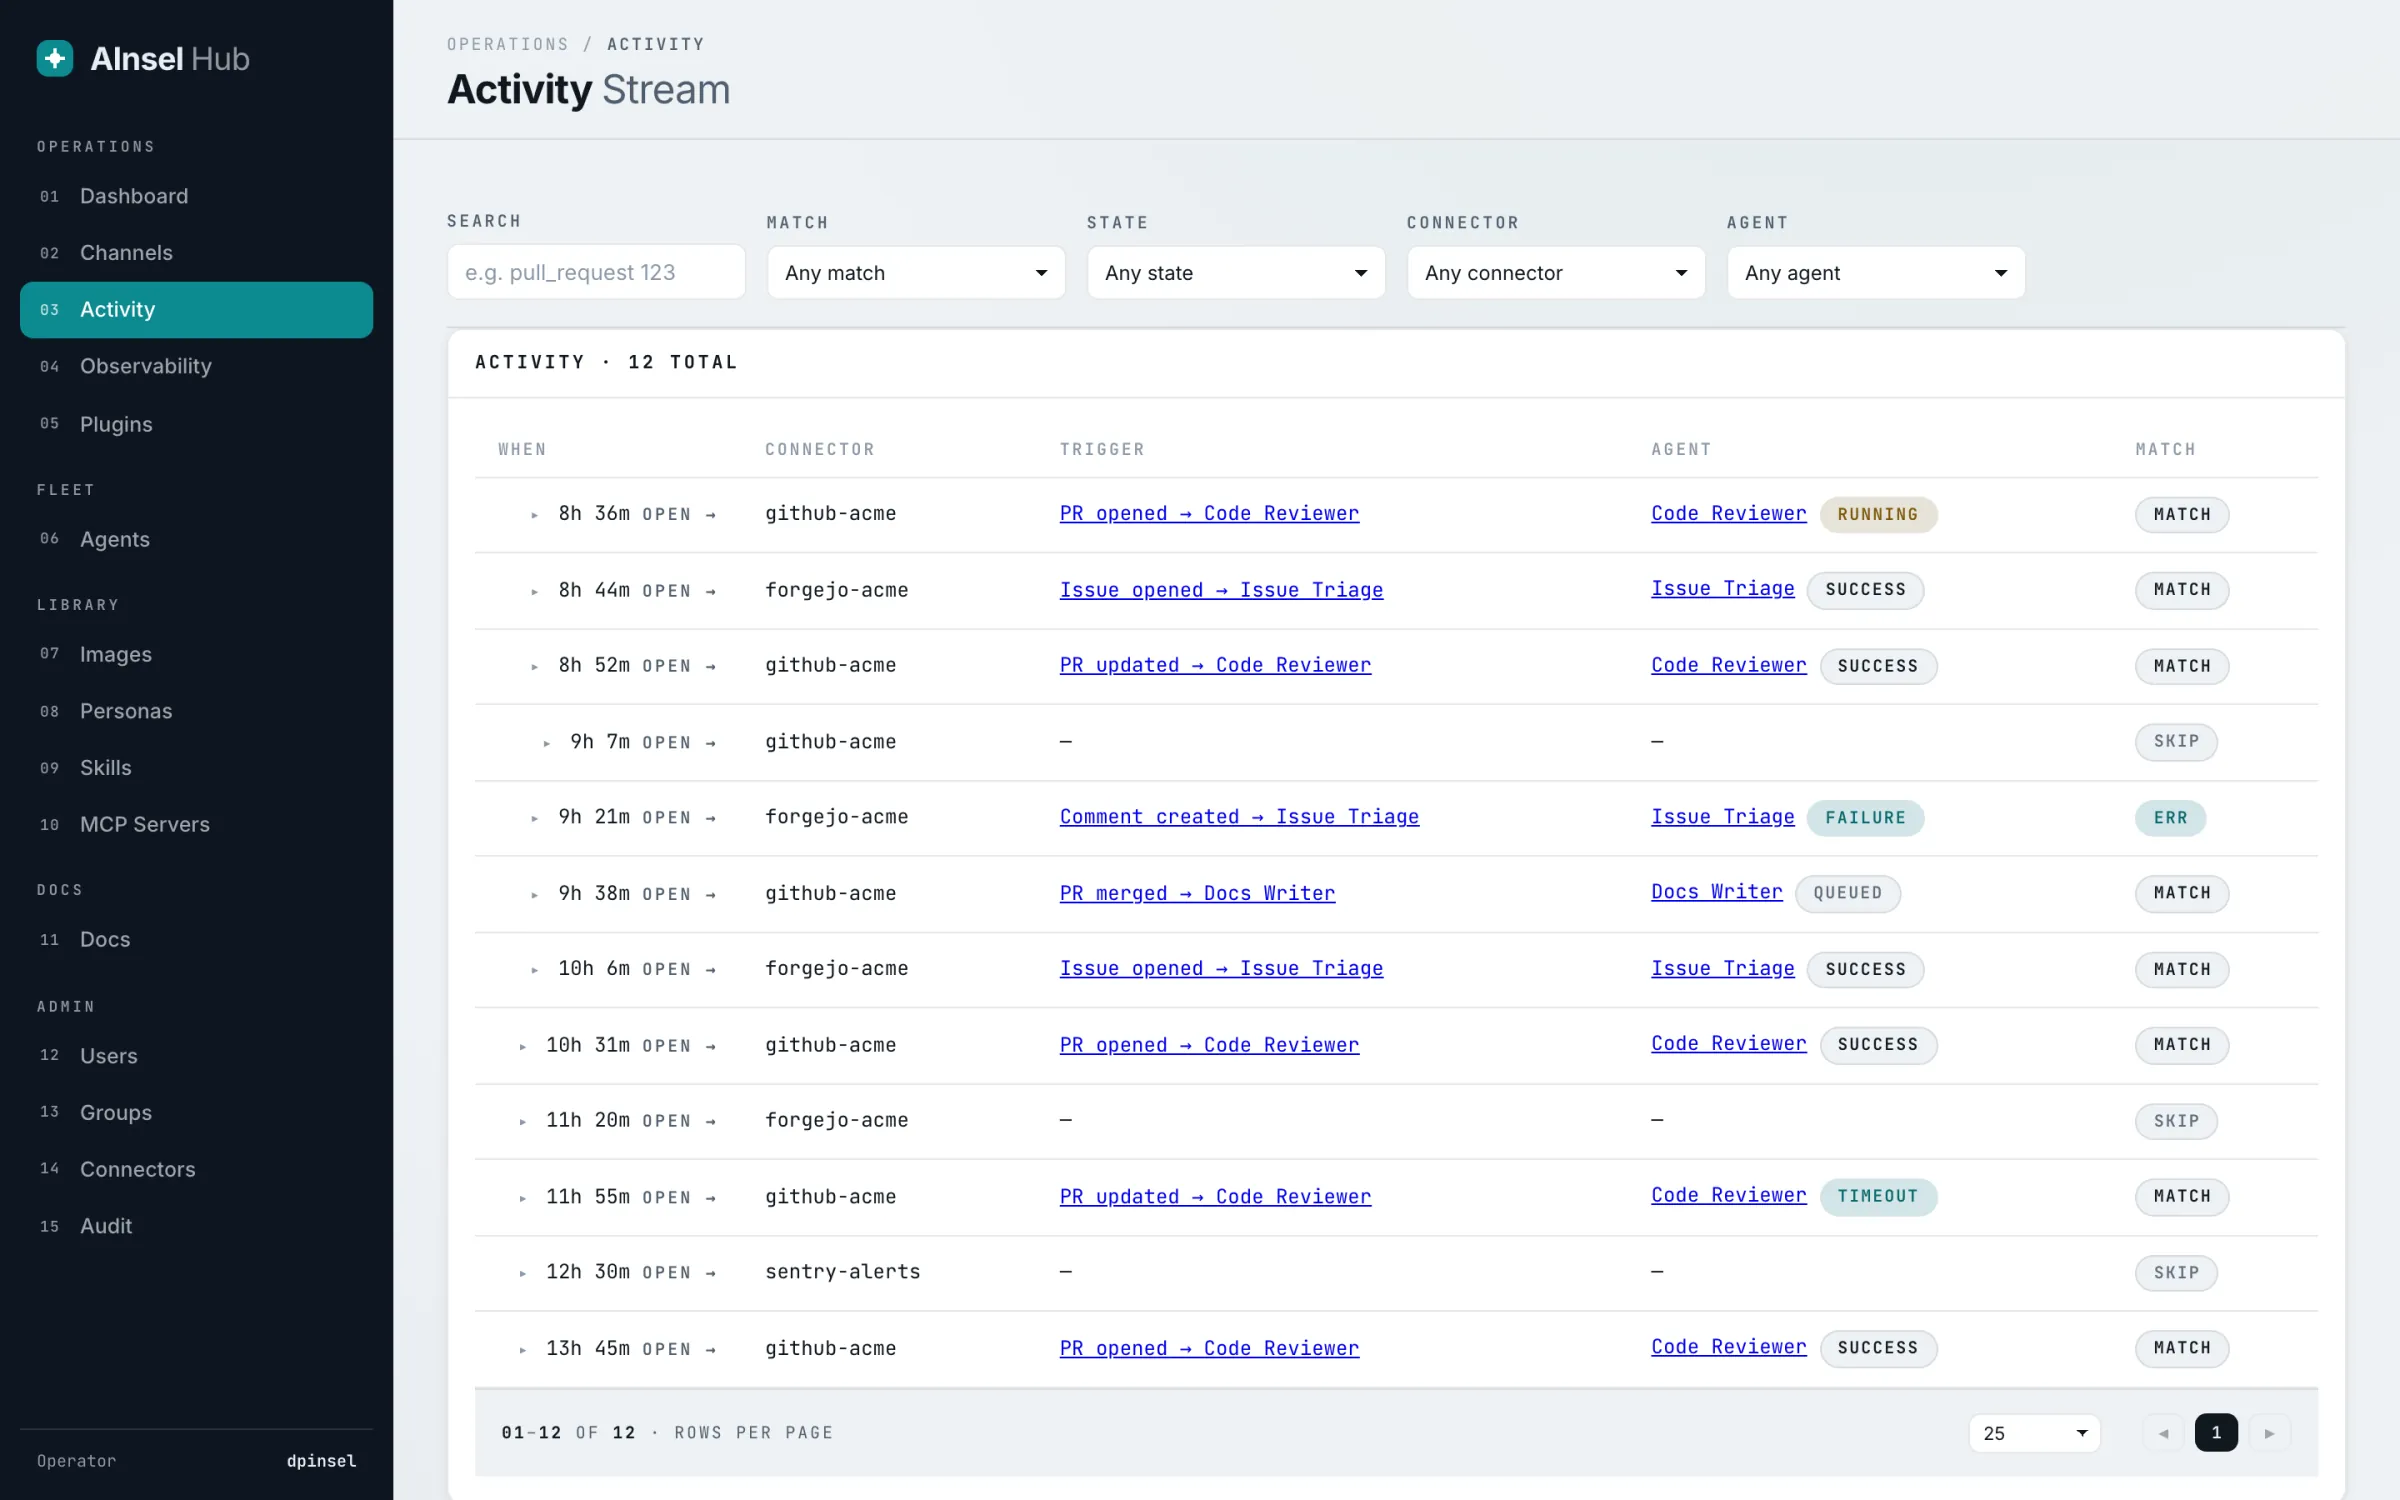 AInsel Hub
OPERATIONS
01 Dashboard
02 Channels
03 Activity
04 Observability
05 Plugins
FLEET
06 Agents
LIBRARY
07 Images
08 Personas
09 Skills
10 MCP Servers
DOCS
11 Docs
ADMIN
12 Users
13 Groups
14 Connectors
15 Audit
Operator dpinsel
OPERATIONS / ACTIVITY
Activity Stream
SEARCH MATCH STATE CONNECTOR AGENT
e.g. pull_request 123 Any match Any state Any connector Any agent
ACTIVITY · 12 TOTAL
WHEN CONNECTOR TRIGGER AGENT MATCH
▸ 8h 36m OPEN → github-acme PR opened → Code Reviewer Code Reviewer RUNNING MATCH
▸ 8h 44m OPEN → forgejo-acme Issue opened → Issue Triage Issue Triage SUCCESS MATCH
▸ 8h 52m OPEN → github-acme PR updated → Code Reviewer Code Reviewer SUCCESS MATCH
▸ 9h 7m OPEN → github-acme — — SKIP
▸ 9h 21m OPEN → forgejo-acme Comment created → Issue Triage Issue Triage FAILURE ERR
▸ 9h 38m OPEN → github-acme PR merged → Docs Writer Docs Writer QUEUED MATCH
▸ 10h 6m OPEN → forgejo-acme Issue opened → Issue Triage Issue Triage SUCCESS MATCH
▸ 10h 31m OPEN → github-acme PR opened → Code Reviewer Code Reviewer SUCCESS MATCH
▸ 11h 20m OPEN → forgejo-acme — — SKIP
▸ 11h 55m OPEN → github-acme PR updated → Code Reviewer Code Reviewer TIMEOUT MATCH
▸ 12h 30m OPEN → sentry-alerts — — SKIP
▸ 13h 45m OPEN → github-acme PR opened → Code Reviewer Code Reviewer SUCCESS MATCH
01–12 OF 12 · ROWS PER PAGE 25 ◂ 1 ▸